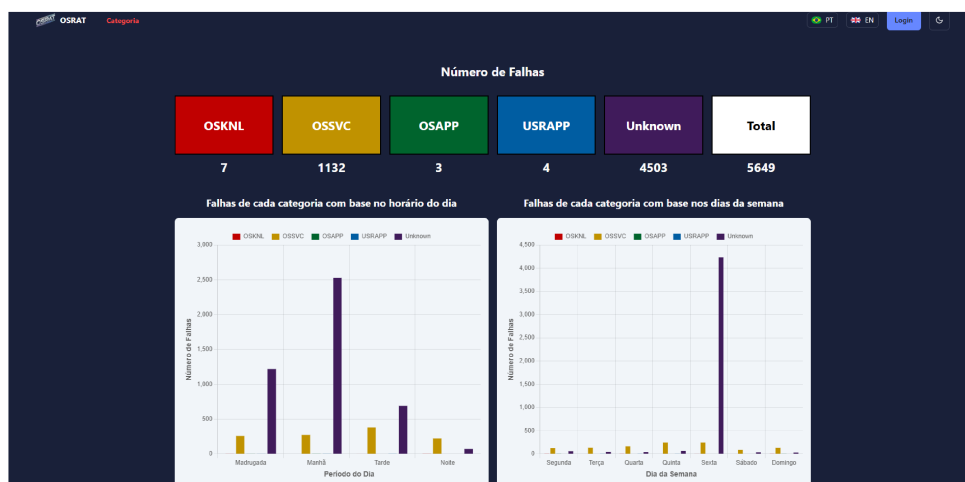 OSRAT Categoria PT EN Login
Número de Falhas
OSKNL OSSVC OSAPP USRAPP Unknown Total
7 1132 3 4 4503 5649
Falhas de cada categoria com base no horário do dia
OSKNL OSSVC OSAPP USRAPP Unknown
3,000
2,500
2,000
1,500
1,000
500
0
Número de Falhas
Madrugada Manhã Tarde Noite
Período do Dia
Falhas de cada categoria com base nos dias da semana
OSKNL OSSVC OSAPP USRAPP Unknown
4,500
4,000
3,500
3,000
2,500
2,000
1,500
1,000
500
0
Número de Falhas
Segunda Terça Quarta Quinta Sexta Sábado Domingo
Dia da Semana